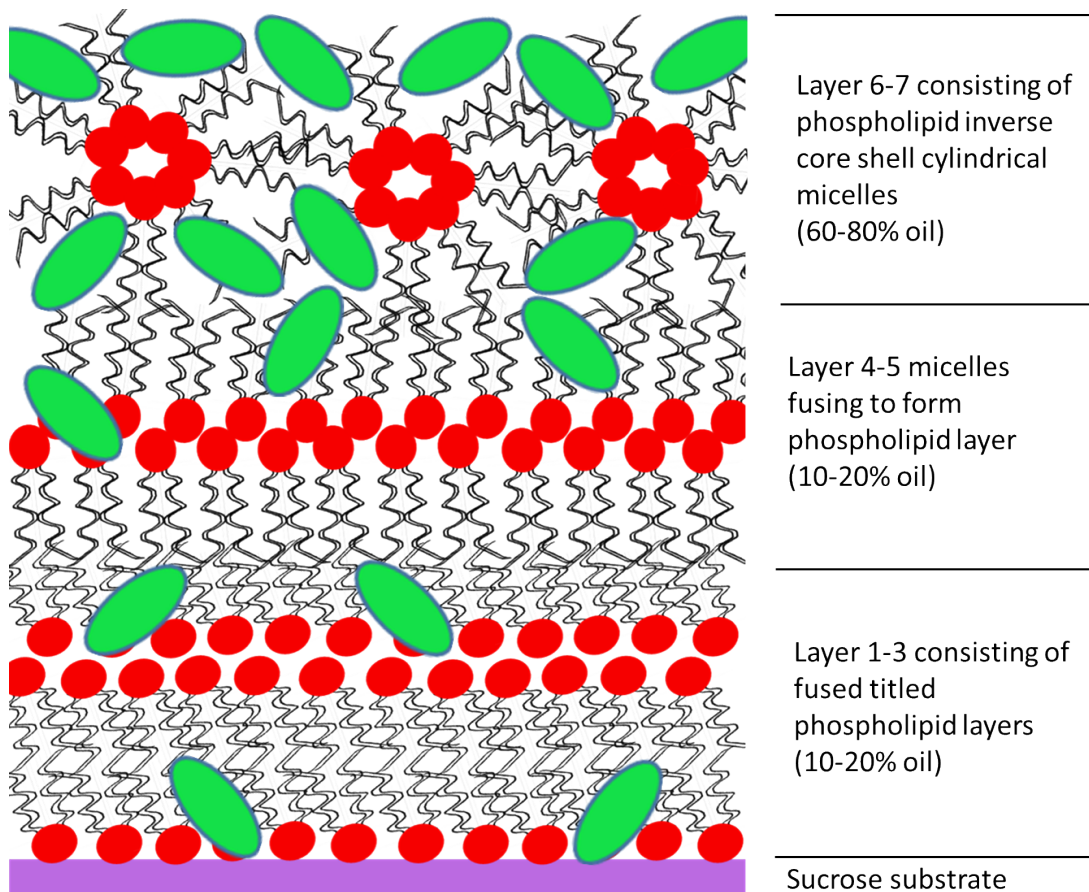 Layer 6-7 consisting of
phospholipid inverse
core shell cylindrical
micelles
(60-80% oil)
Layer 4-5 micelles
fusing to form
phospholipid layer
(10-20% oil)
Layer 1-3 consisting of
fused titled
phospholipid layers
(10-20% oil)
Sucrose substrate